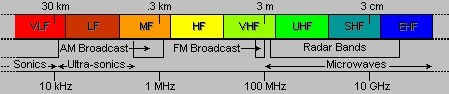 30 km .3 km 3 m 3 cm
VLF LF MF HF VHF UHF SHF EHF
AM Broadcast FM Broadcast Radar Bands
Sonics Ultra-sonics Microwaves
10 kHz 1 MHz 100 MHz 10 GHz